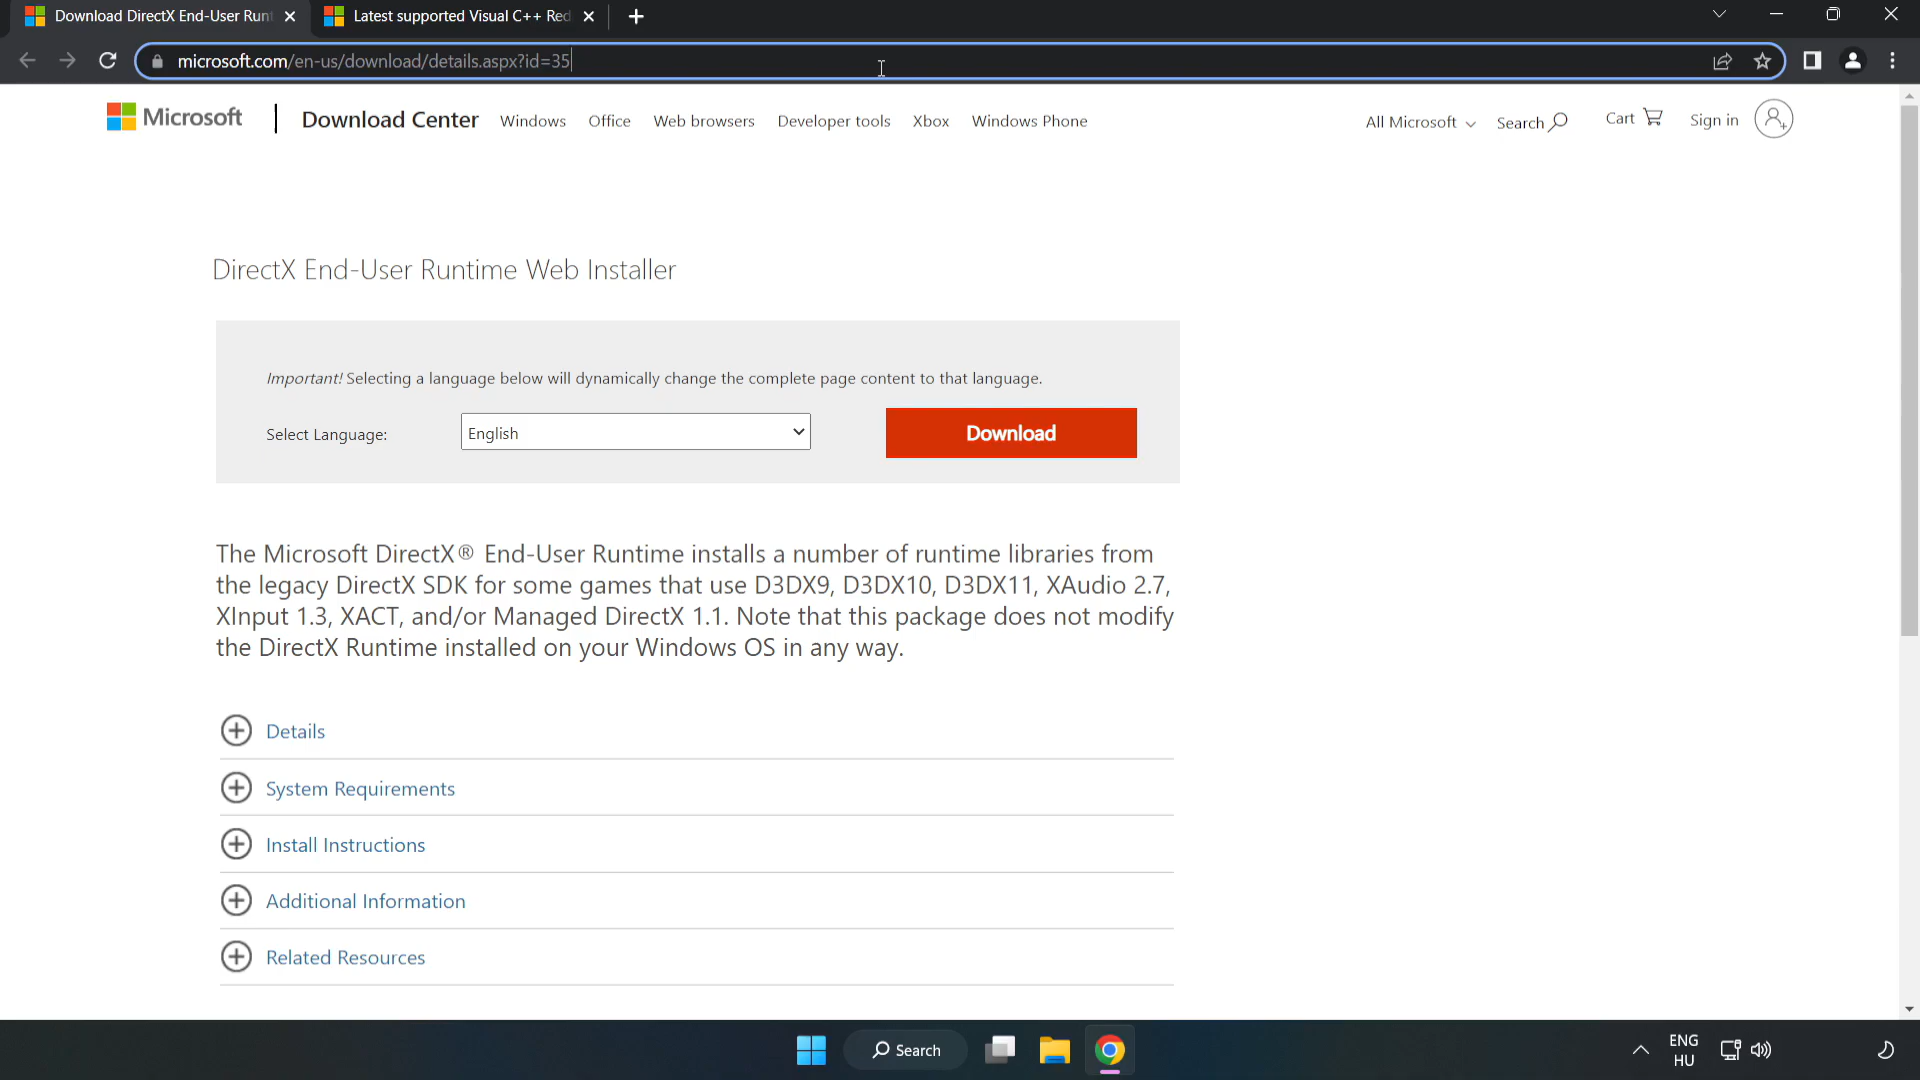 Download DirectX End-User Runt
Latest supported Visual C++ Red
microsoft.com/en-us/download/details.aspx?id=35
Microsoft
Download Center
Windows
Office
Web browsers
Developer tools
Xbox
Windows Phone
All Microsoft
Search
Cart
Sign in
DirectX End-User Runtime Web Installer
Important! Selecting a language below will dynamically change the complete page content to that language.
Select Language:
English
Download
The Microsoft DirectX® End-User Runtime installs a number of runtime libraries from
the legacy DirectX SDK for some games that use D3DX9, D3DX10, D3DX11, XAudio 2.7,
XInput 1.3, XACT, and/or Managed DirectX 1.1. Note that this package does not modify
the DirectX Runtime installed on your Windows OS in any way.
Details
System Requirements
Install Instructions
Additional Information
Related Resources
Search
ENG
HU